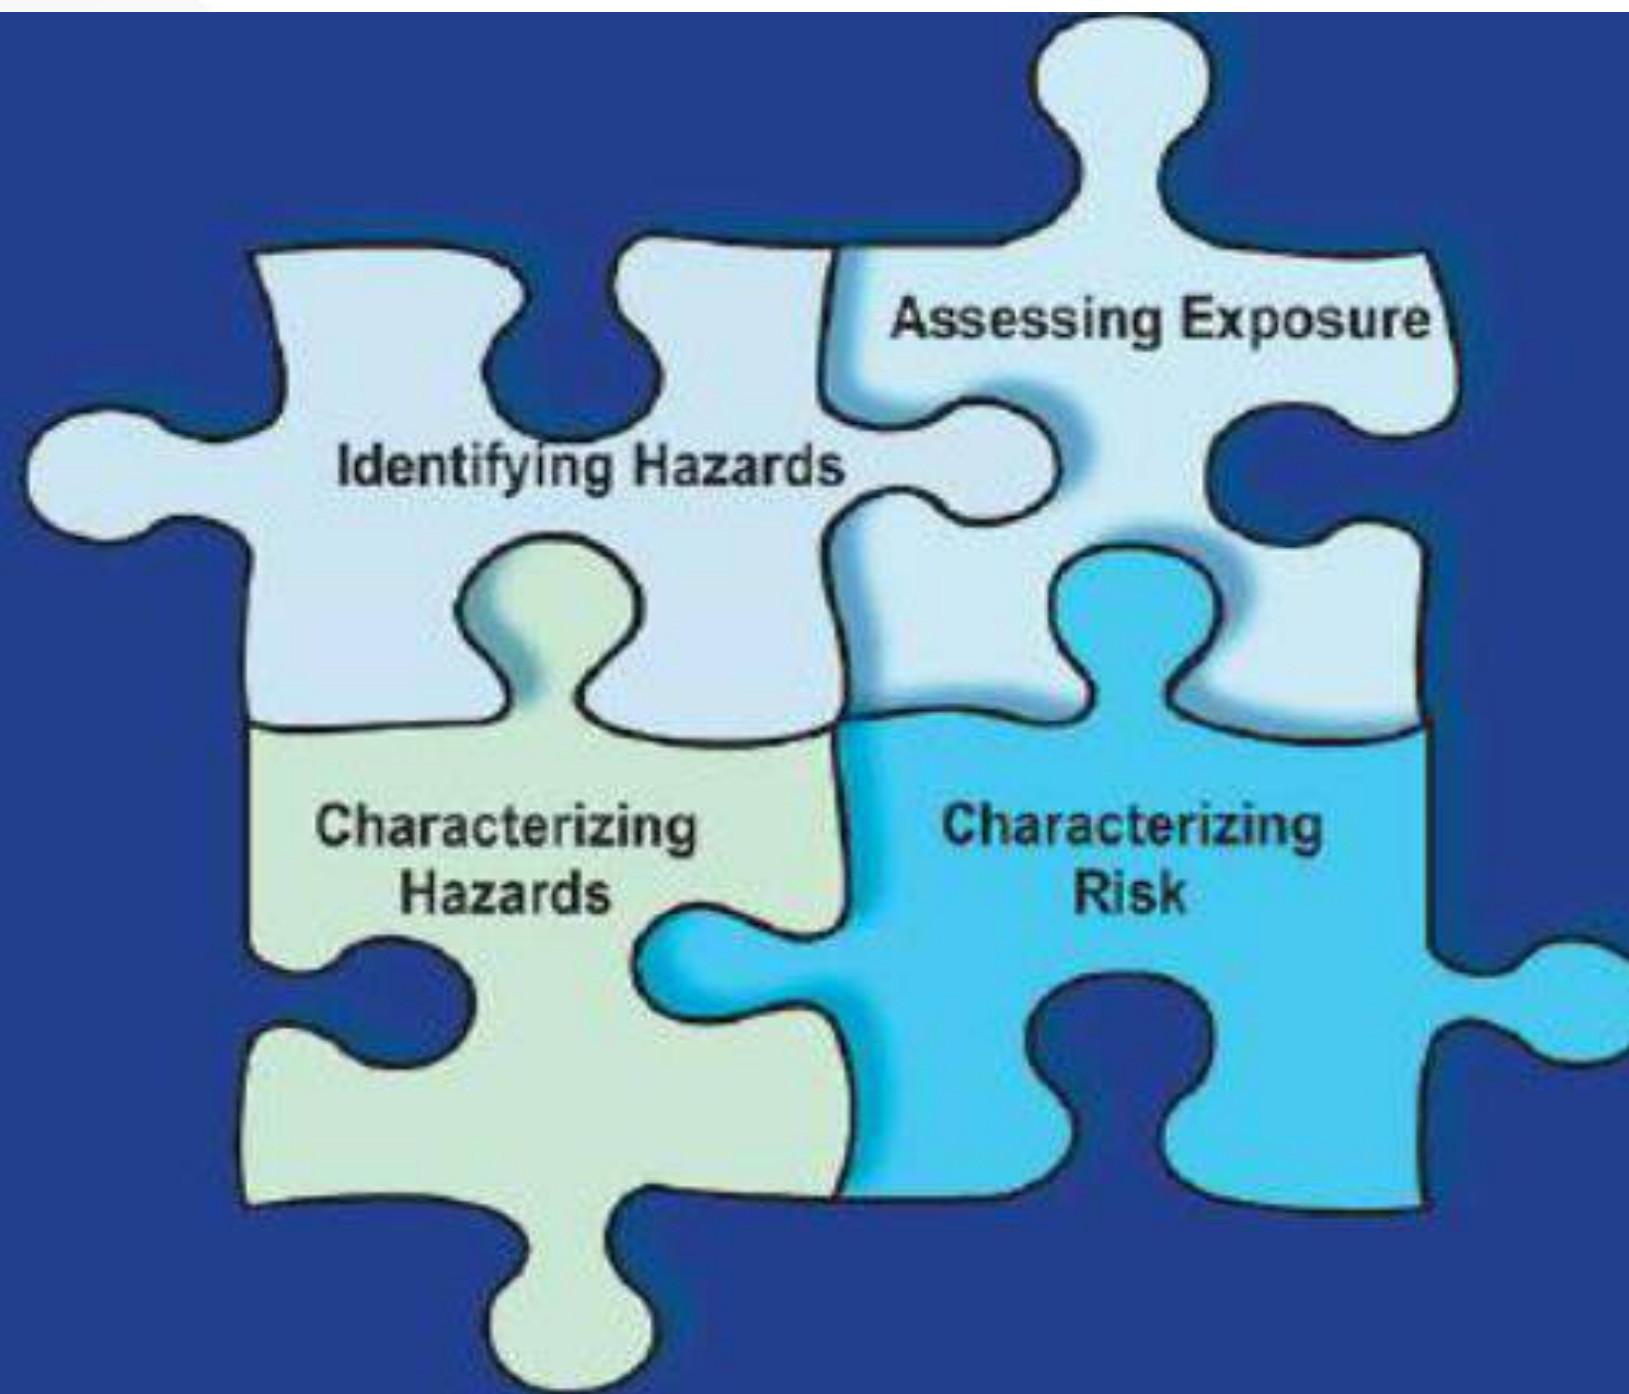 Assessing Exposure
Identifying Hazards
Characterizing
Hazards
Characterizing
Risk